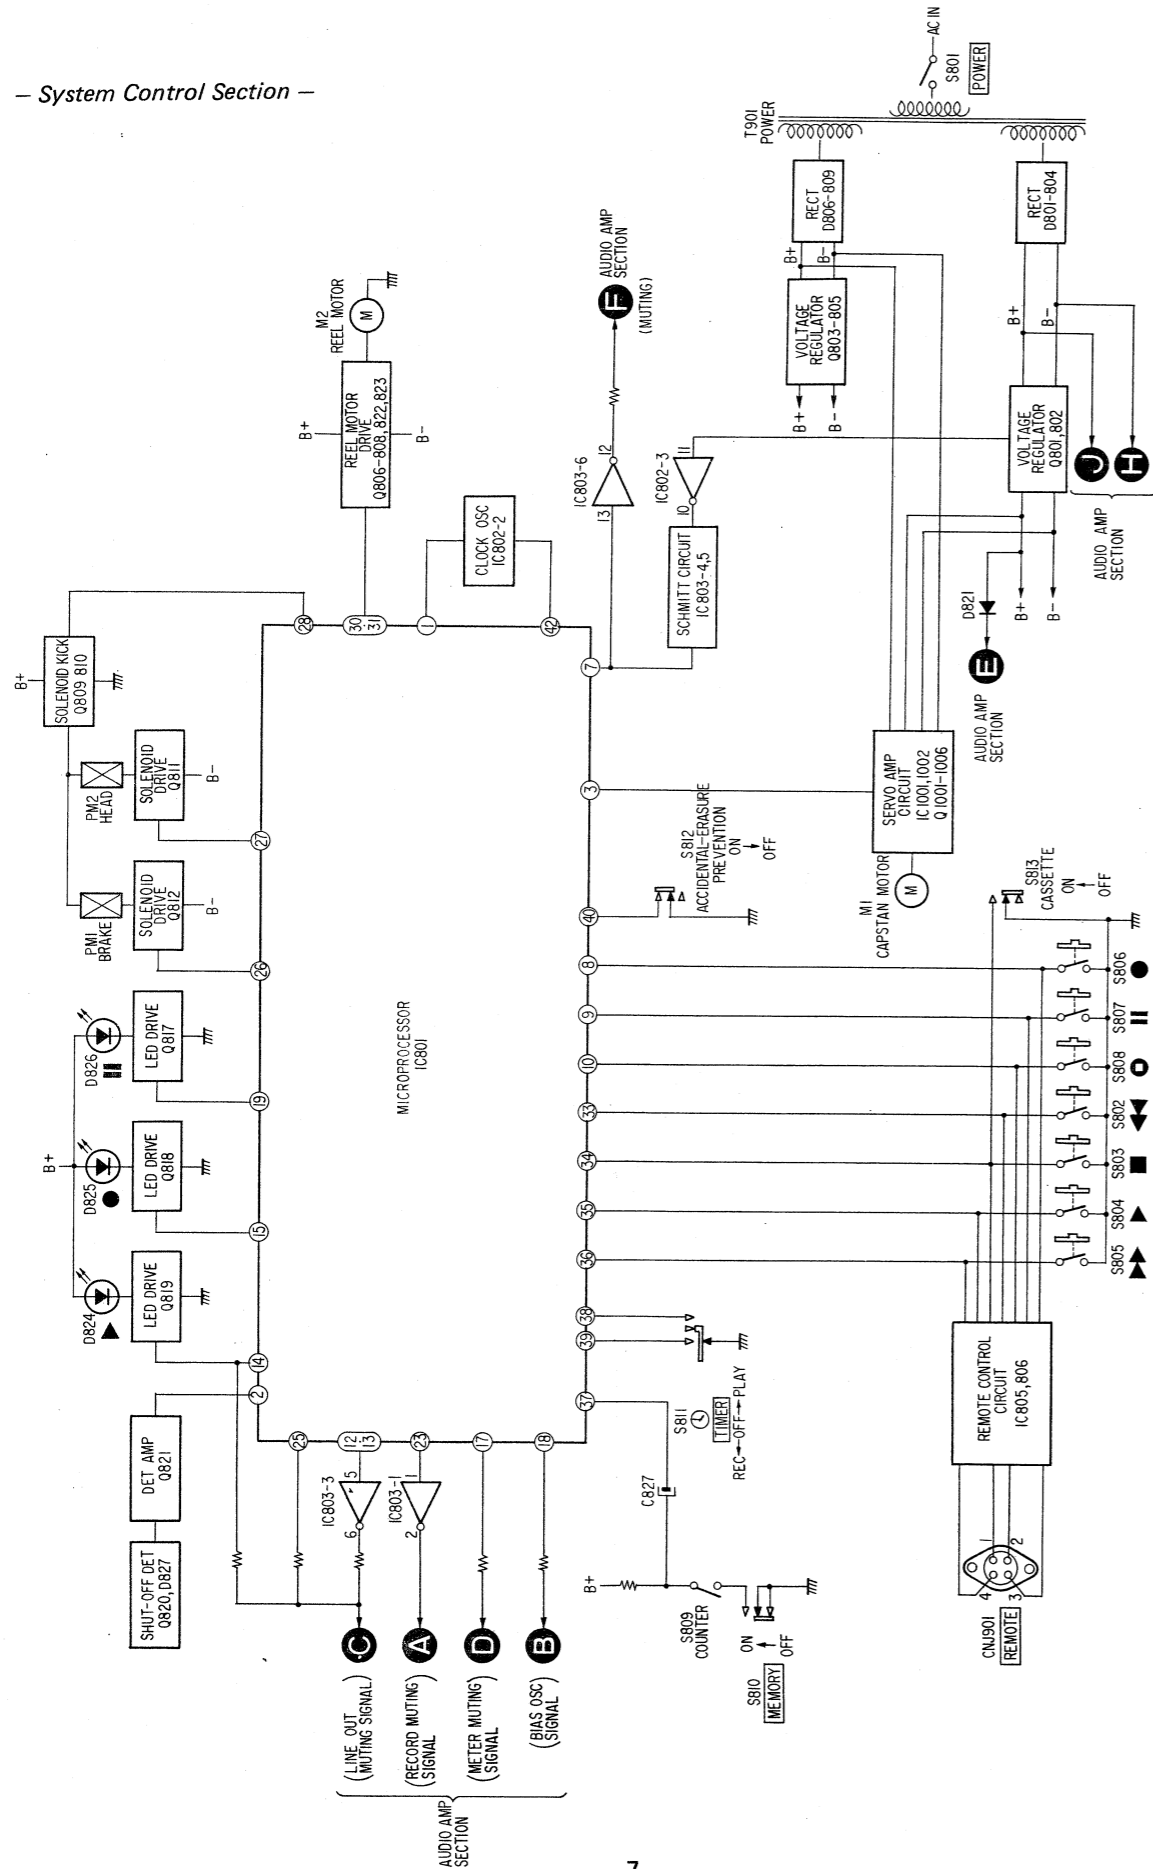 — System Control Section —
AC IN
S801
POWER
T901
POWER
RECT
D806-809
RECT
D801-804
B+
B-
VOLTAGE
REGULATOR
Q803-805
B+
B-
B+
B-
VOLTAGE
REGULATOR
Q801,802
J
H
AUDIO AMP
SECTION
B+
B-
D821
E
AUDIO AMP
SECTION
F
AUDIO AMP
SECTION
(MUTING)
IC803-6
12
13
IC802-3
11
10
SCHMITT CIRCUIT
IC803-4,5
M2
REEL MOTOR
M
REEL MOTOR
DRIVE
Q806-808,822,823
B+
B-
CLOCK OSC
IC802-2
B+
SOLENOID KICK
Q809 810
PM2
HEAD
SOLENOID
DRIVE
Q811
B-
PM1
BRAKE
SOLENOID
DRIVE
Q812
B-
D826
LED DRIVE
Q817
B+
D825
LED DRIVE
Q818
D824
LED DRIVE
Q819
DET AMP
Q821
SHUT-OFF DET
Q820,D827
MICROPROCESSOR
IC801
28
30
31
1
42
27
26
19
15
14
2
25
12
13
23
17
18
7
3
40
8
9
10
33
34
35
36
38
39
37
IC803-3
5
6
IC803-1
1
2
C
(LINE OUT
MUTING SIGNAL)
A
(RECORD MUTING
SIGNAL)
D
(METER MUTING
SIGNAL)
B
(BIAS OSC
SIGNAL)
AUDIO AMP
SECTION
SERVO AMP
CIRCUIT
IC1001,1002
Q1001-1006
M1
CAPSTAN MOTOR
M
S812
ACCIDENTAL-ERASURE
PREVENTION
ON
OFF
S813
CASSETTE
ON
OFF
S806
S807
S808
S802
S803
S804
S805
S811
TIMER
REC←OFF→PLAY
C827
B+
S809
COUNTER
ON
OFF
S810
MEMORY
REMOTE CONTROL
CIRCUIT
IC805,806
1
2
3
4
CNJ901
REMOTE
7